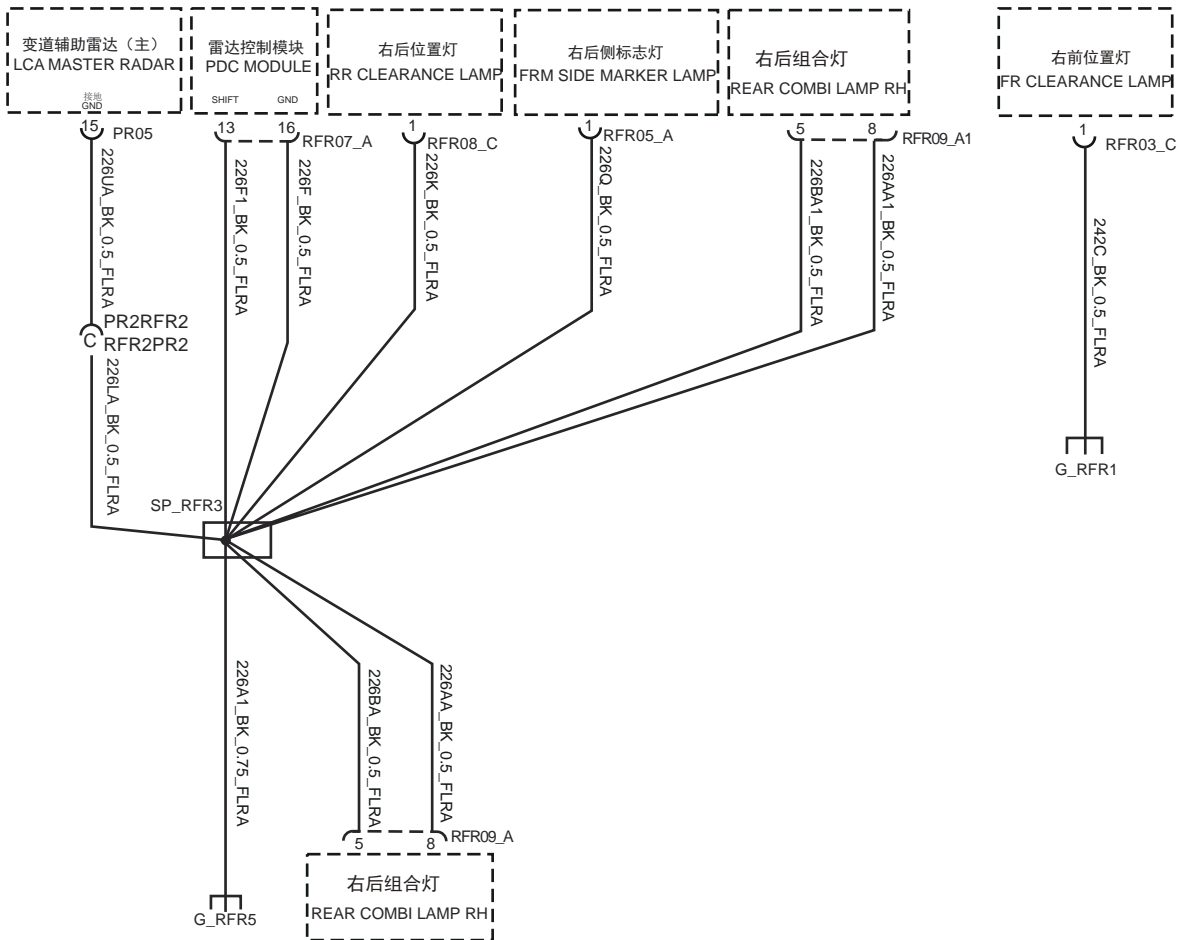 变道辅助雷达（主）
LCA MASTER RADAR
接地
GND
15
PR05
雷达控制模块
PDC MODULE
SHIFT
GND
13
16
RFR07_A
右后位置灯
RR CLEARANCE LAMP
1
RFR08_C
右后侧标志灯
FRM SIDE MARKER LAMP
1
RFR05_A
右后组合灯
REAR COMBI LAMP RH
5
8
RFR09_A1
右前位置灯
FR CLEARANCE LAMP
1
RFR03_C
226UA_BK_0.5_FLRA
226F1_BK_0.5_FLRA
226F_BK_0.5_FLRA
226K_BK_0.5_FLRA
226Q_BK_0.5_FLRA
226BA1_BK_0.5_FLRA
226AA1_BK_0.5_FLRA
242C_BK_0.5_FLRA
PR2RFR2
C
RFR2PR2
226LA_BK_0.5_FLRA
G_RFR1
SP_RFR3
226A1_BK_0.75_FLRA
226BA_BK_0.5_FLRA
226AA_BK_0.5_FLRA
5
8
RFR09_A
右后组合灯
REAR COMBI LAMP RH
G_RFR5